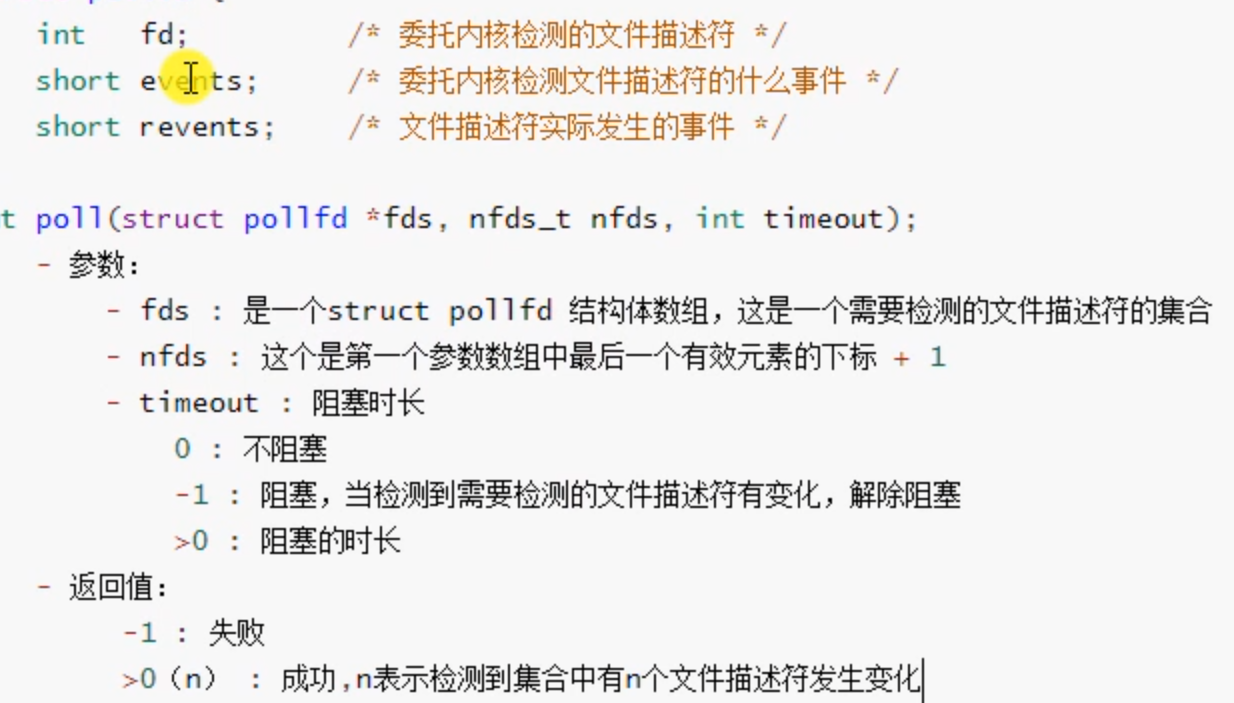 int fd; /* 委托内核检测的文件描述符 */
short events; /* 委托内核检测文件描述符的什么事件 */
short revents; /* 文件描述符实际发生的事件 */
t poll(struct pollfd *fds, nfds_t nfds, int timeout);
- 参数：
- fds : 是一个struct pollfd 结构体数组，这是一个需要检测的文件描述符的集合
- nfds : 这个是第一个参数数组中最后一个有效元素的下标 + 1
- timeout : 阻塞时长
0 : 不阻塞
-1 : 阻塞，当检测到需要检测的文件描述符有变化，解除阻塞
>0 : 阻塞的时长
- 返回值：
-1 : 失败
>0（n） : 成功,n表示检测到集合中有n个文件描述符发生变化